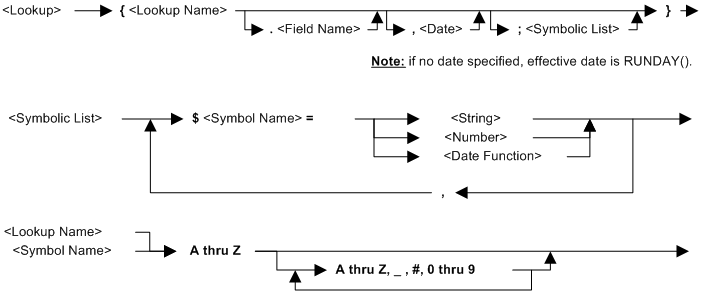 <Lookup> { <Lookup Name> . <Field Name> , <Date> ; <Symbolic List> }
Note: if no date specified, effective date is RUNDAY().
<Symbolic List> $ <Symbol Name> = <String>
<Number>
<Date Function>
,
<Lookup Name>
<Symbol Name> A thru Z
A thru Z, _ , #, 0 thru 9